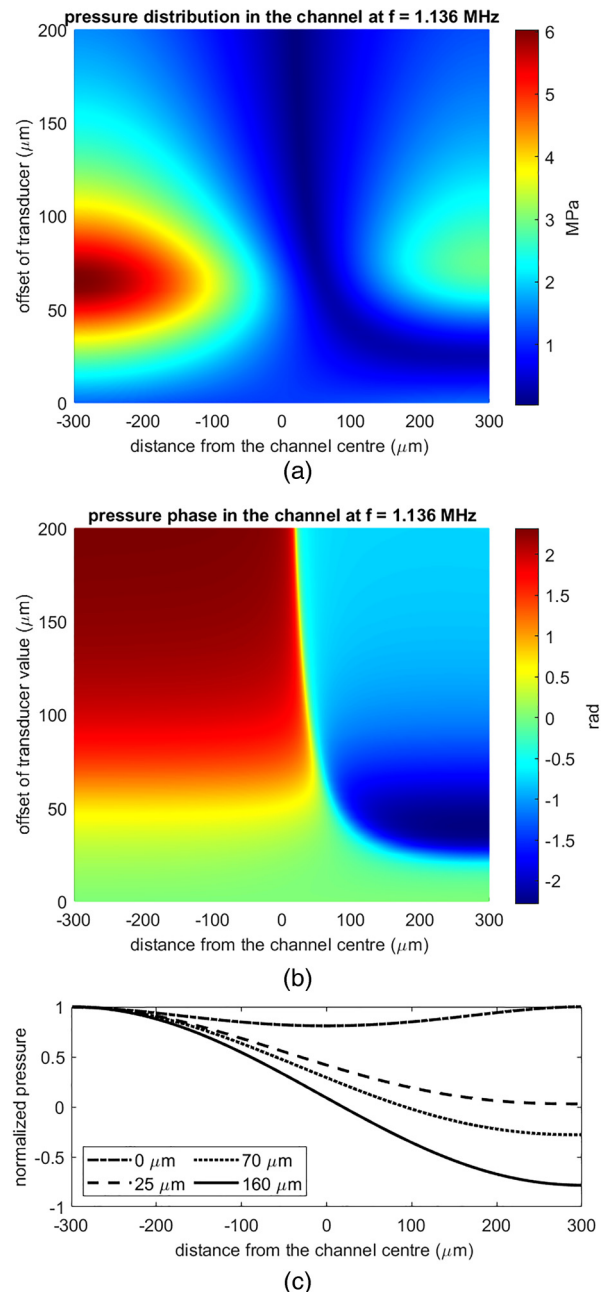 pressure distribution in the channel at f = 1.136 MHz
200
150
100
50
0
offset of transducer (μm)
-300 -200 -100 0 100 200 300
distance from the channel centre (μm)
6
5
4
3
2
1
MPa
(a)
pressure phase in the channel at f = 1.136 MHz
200
150
100
50
0
offset of transducer value (μm)
-300 -200 -100 0 100 200 300
distance from the channel centre (μm)
2
1.5
1
0.5
0
-0.5
-1
-1.5
-2
rad
(b)
1
0.5
0
-0.5
-1
normalized pressure
0 μm 70 μm
25 μm 160 μm
-300 -200 -100 0 100 200 300
distance from the channel centre (μm)
(c)